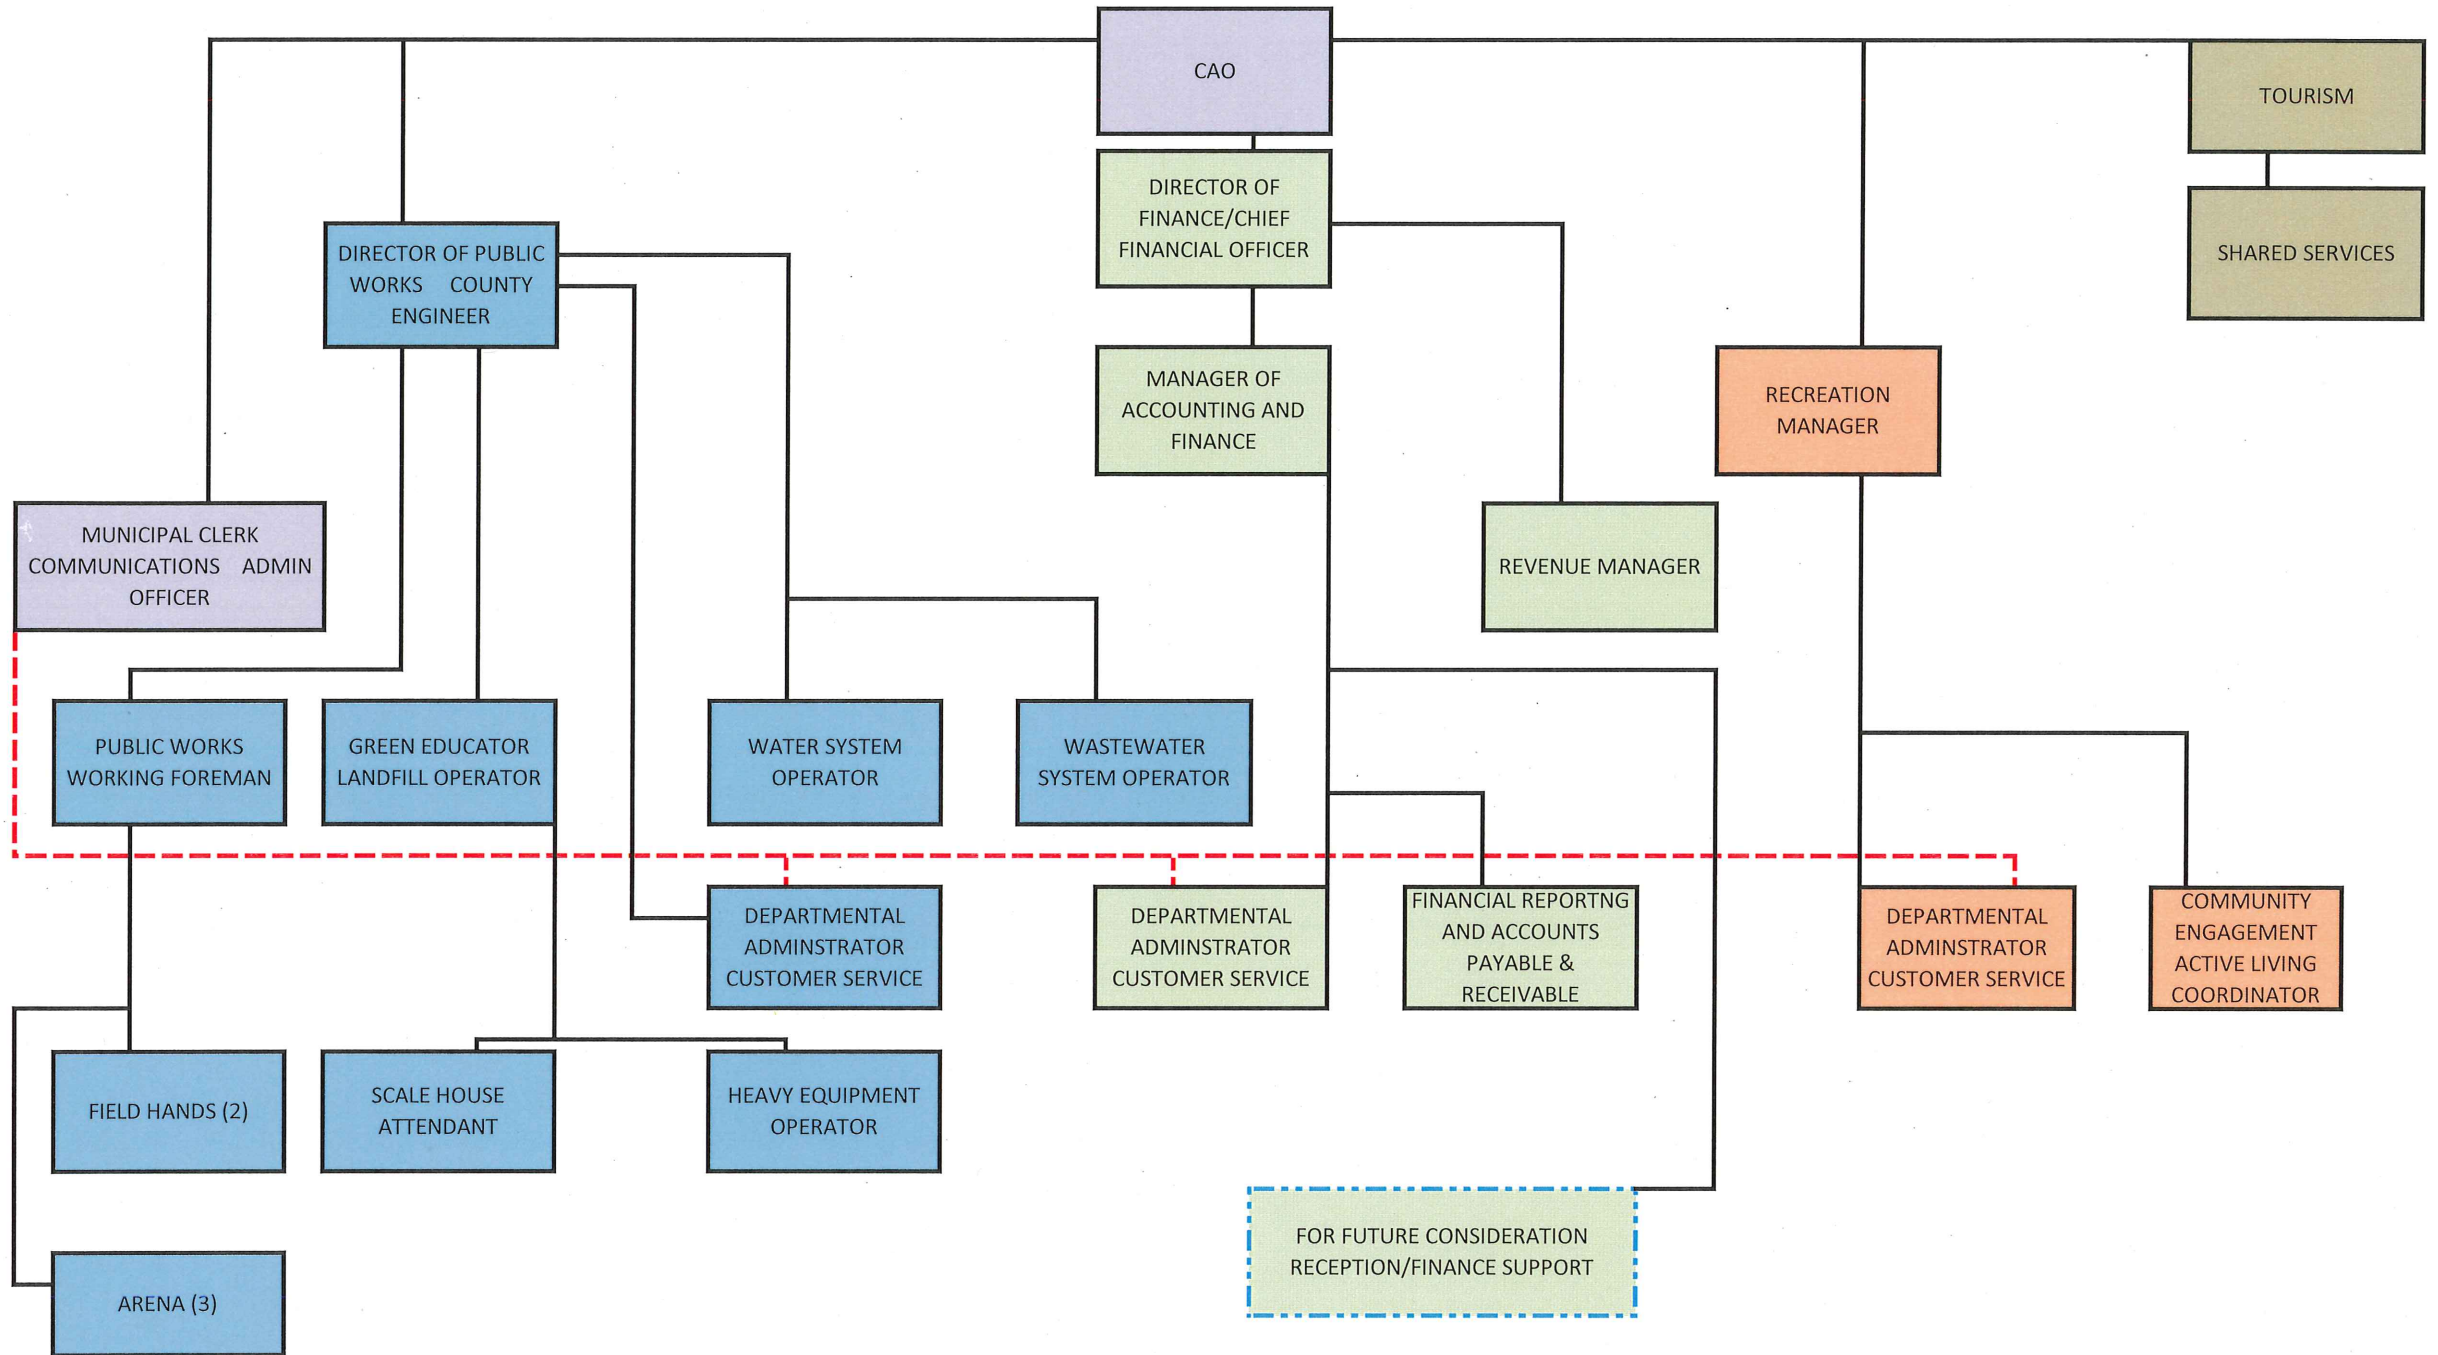 CAO
TOURISM
DIRECTOR OF
FINANCE/CHIEF
FINANCIAL OFFICER
DIRECTOR OF PUBLIC
WORKS COUNTY
ENGINEER
SHARED SERVICES
MANAGER OF
ACCOUNTING AND
FINANCE
RECREATION
MANAGER
MUNICIPAL CLERK
COMMUNICATIONS ADMIN
OFFICER
REVENUE MANAGER
PUBLIC WORKS
WORKING FOREMAN
GREEN EDUCATOR
LANDFILL OPERATOR
WATER SYSTEM
OPERATOR
WASTEWATER
SYSTEM OPERATOR
DEPARTMENTAL
ADMINSTRATOR
CUSTOMER SERVICE
DEPARTMENTAL
ADMINSTRATOR
CUSTOMER SERVICE
FINANCIAL REPORTNG
AND ACCOUNTS
PAYABLE &
RECEIVABLE
DEPARTMENTAL
ADMINSTRATOR
CUSTOMER SERVICE
COMMUNITY
ENGAGEMENT
ACTIVE LIVING
COORDINATOR
FIELD HANDS (2)
SCALE HOUSE
ATTENDANT
HEAVY EQUIPMENT
OPERATOR
FOR FUTURE CONSIDERATION
RECEPTION/FINANCE SUPPORT
ARENA (3)